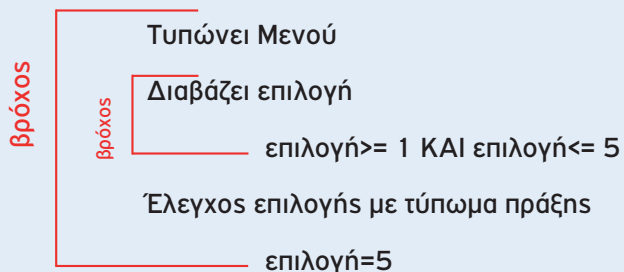 Τυπώνει Μενού
βρόχος
Διαβάζει επιλογή
βρόχος
επιλογή>= 1 ΚΑΙ επιλογή<= 5
Έλεγχος επιλογής με τύπωμα πράξης
επιλογή=5